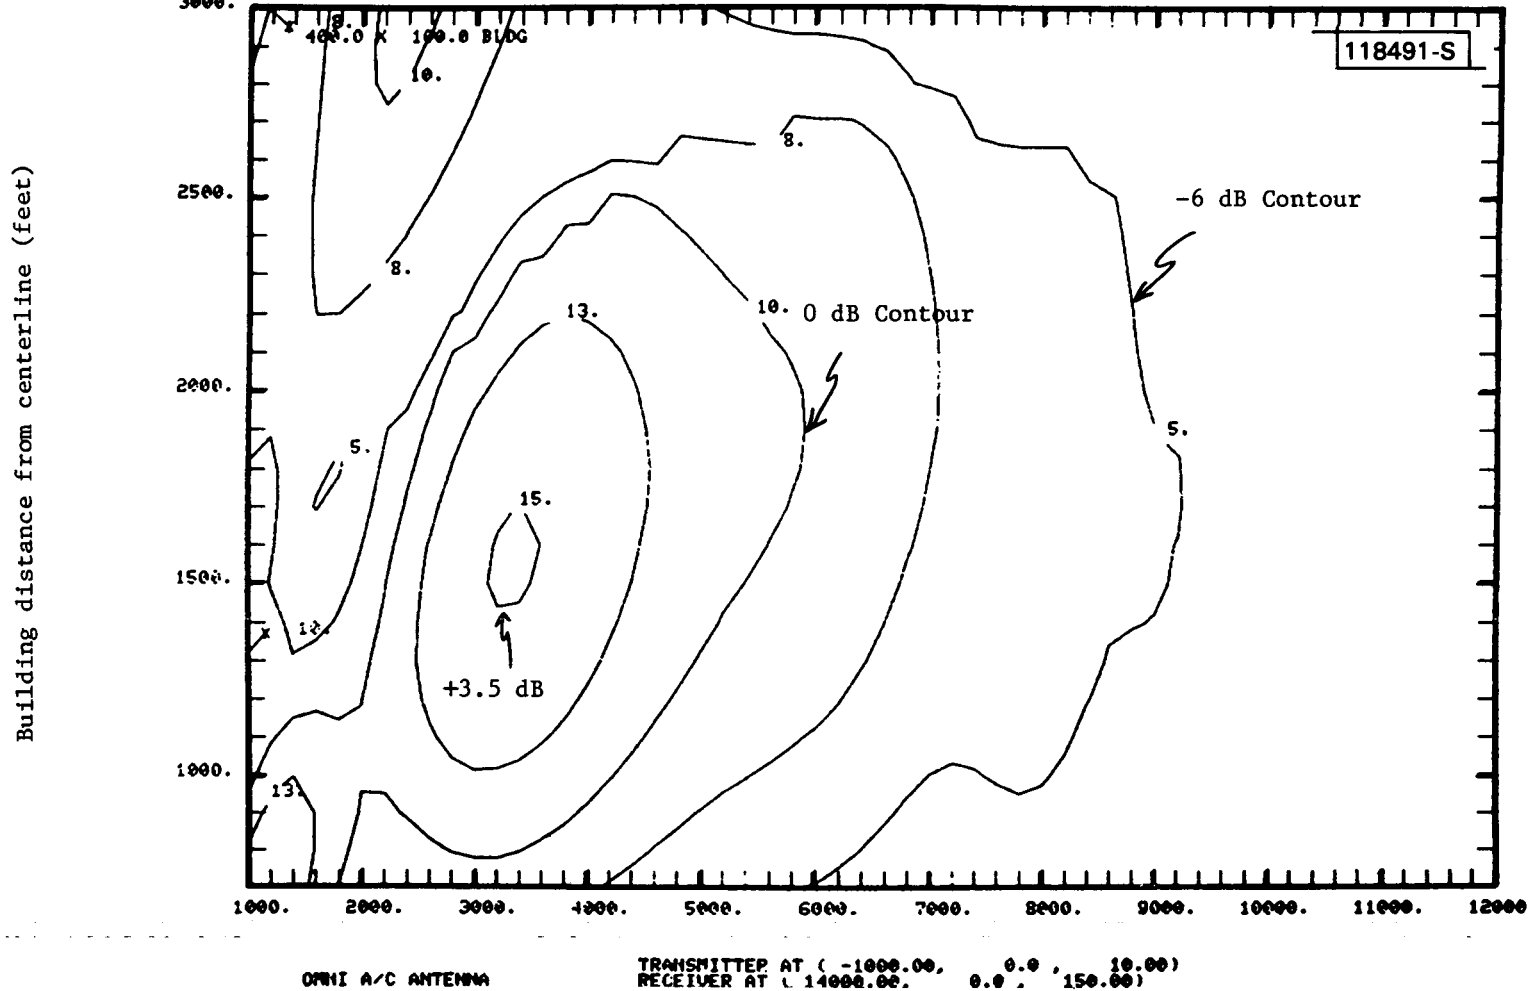 3000.
8.
400.0 X 100.0 BLDG
118491-S
10.
8.
2500.
-6 dB Contour
8.
13.
10.
0 dB Contour
2000.
5.
5.
15.
1500.
10.
+3.5 dB
1000.
13.
Building distance from centerline (feet)
1000. 2000. 3000. 4000. 5000. 6000. 7000. 8000. 9000. 10000. 11000. 12000
TRANSMITTER AT ( -1000.00, 0.0 , 10.00)
OMNI A/C ANTENNA RECEIVER AT ( 14000.00, 0.0 , 150.00)